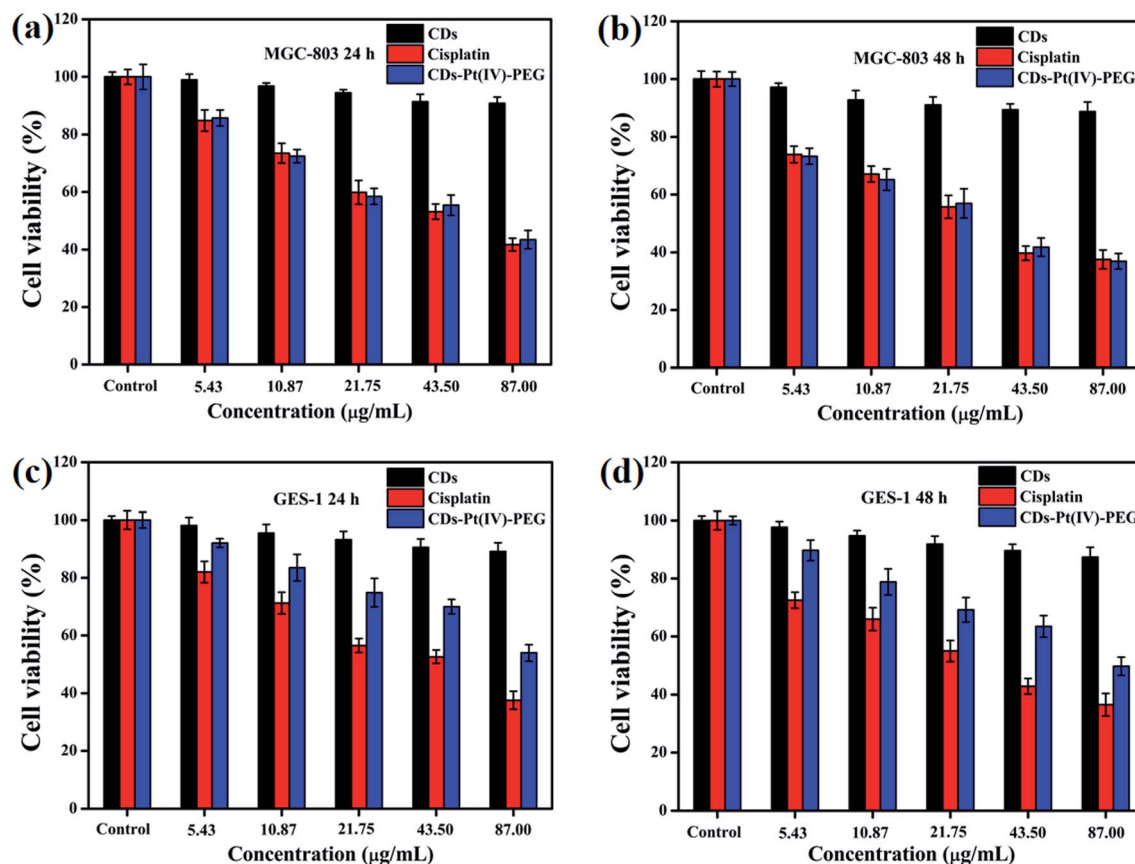 (a)
120
100
80
60
40
20
0
Cell viability (%)
MGC-803 24 h
CDs
Cisplatin
CDs-Pt(IV)-PEG
Control 5.43 10.87 21.75 43.50 87.00
Concentration (μg/mL)
(b)
120
100
80
60
40
20
0
Cell viability (%)
MGC-803 48 h
CDs
Cisplatin
CDs-Pt(IV)-PEG
Control 5.43 10.87 21.75 43.50 87.00
Concentration (μg/mL)
(c)
120
100
80
60
40
20
0
Cell viability (%)
GES-1 24 h
CDs
Cisplatin
CDs-Pt(IV)-PEG
Control 5.43 10.87 21.75 43.50 87.00
Concentration (μg/mL)
(d)
120
100
80
60
40
20
0
Cell viability (%)
GES-1 48 h
CDs
Cisplatin
CDs-Pt(IV)-PEG
Control 5.43 10.87 21.75 43.50 87.00
Concentration (μg/mL)